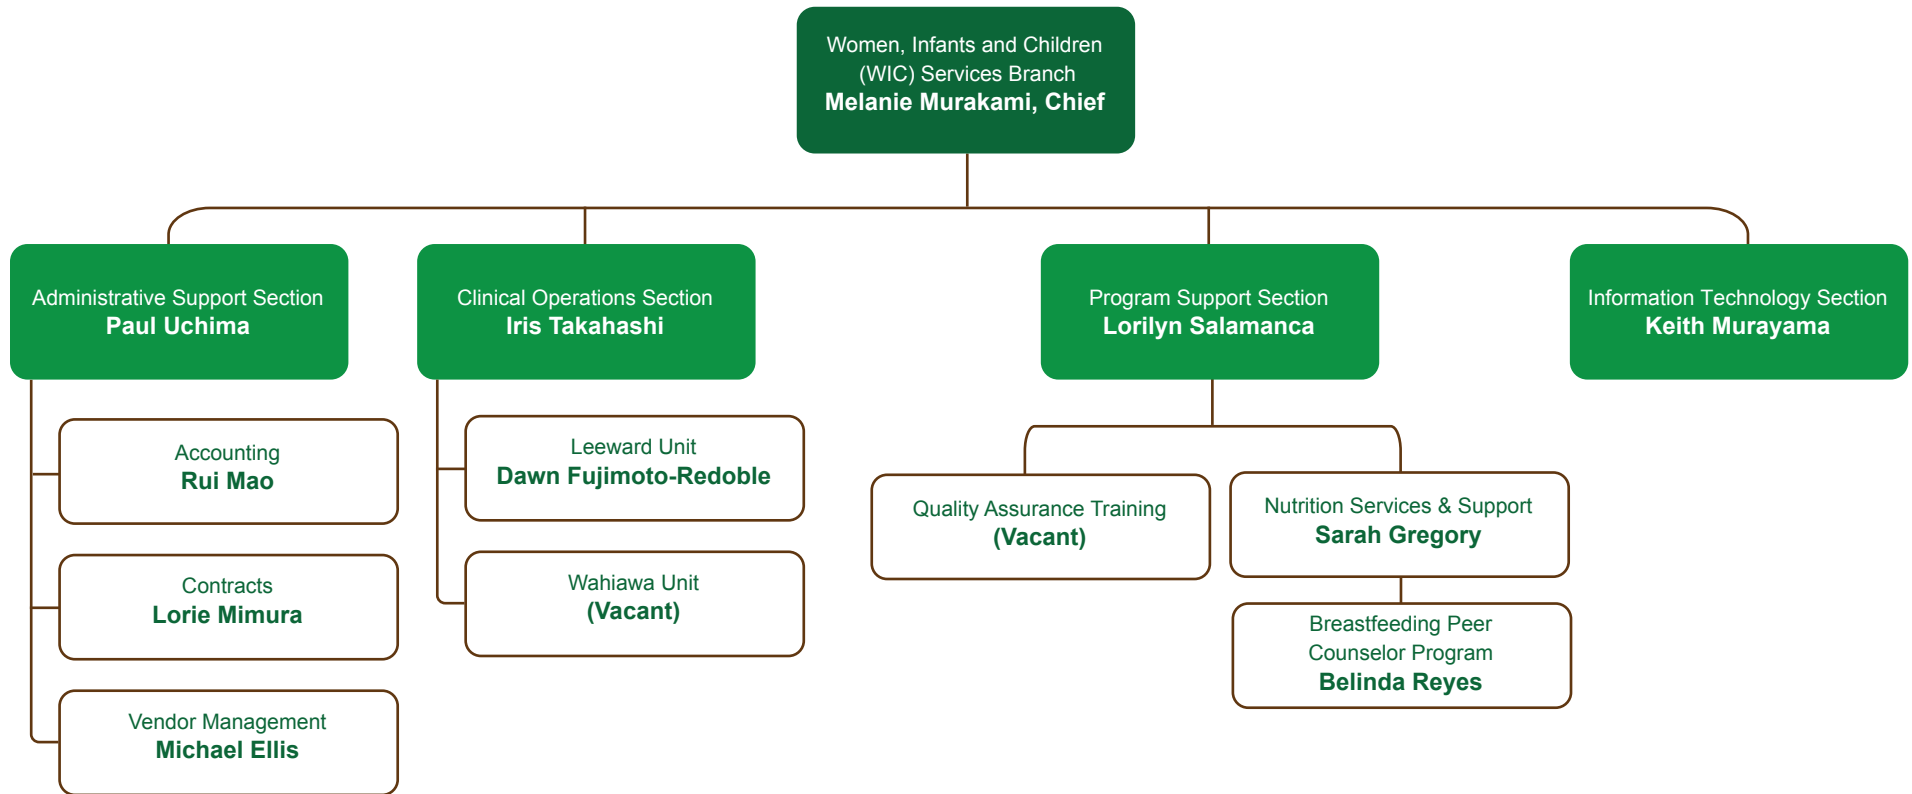 Women, Infants and Children
(WIC) Services Branch
Melanie Murakami, Chief
Administrative Support Section
Paul Uchima
Clinical Operations Section
Iris Takahashi
Program Support Section
Lorilyn Salamanca
Information Technology Section
Keith Murayama
Accounting
Rui Mao
Contracts
Lorie Mimura
Vendor Management
Michael Ellis
Leeward Unit
Dawn Fujimoto-Redoble
Wahiawa Unit
(Vacant)
Quality Assurance Training
(Vacant)
Nutrition Services & Support
Sarah Gregory
Breastfeeding Peer
Counselor Program
Belinda Reyes